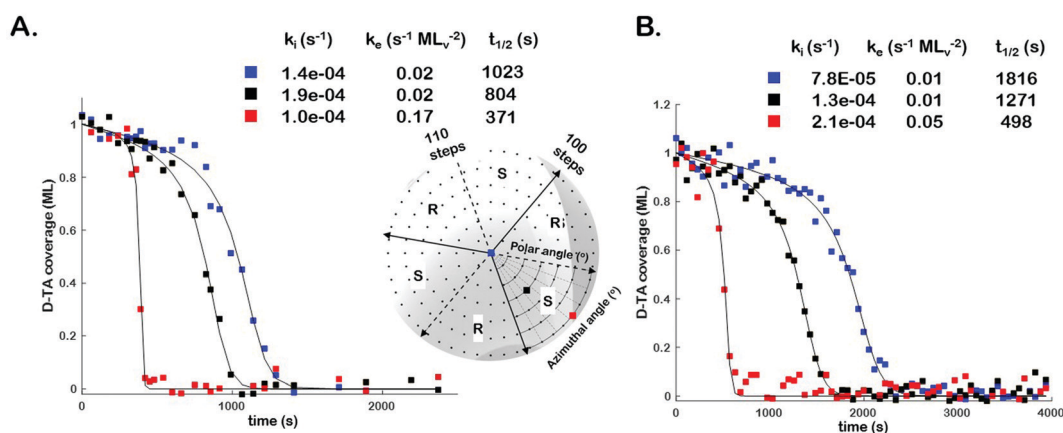 A.
kᵢ (s⁻¹) kₑ (s⁻¹ MLᵥ⁻²) t₁/₂ (s)
1.4e-04 0.02 1023
1.9e-04 0.02 804
1.0e-04 0.17 371
D-TA coverage (ML)
1
0.8
0.6
0.4
0.2
0
0 1000 2000
time (s)
110 steps
100 steps
S
R
Rᵢ
Polar angle (º)
S
S
R
Azimuthal angle (º)
B.
kᵢ (s⁻¹) kₑ (s⁻¹ MLᵥ⁻²) t₁/₂ (s)
7.8E-05 0.01 1816
1.3e-04 0.01 1271
2.1e-04 0.05 498
D-TA coverage (ML)
1.2
1
0.8
0.6
0.4
0.2
0
0 1000 2000 3000 4000
time (s)